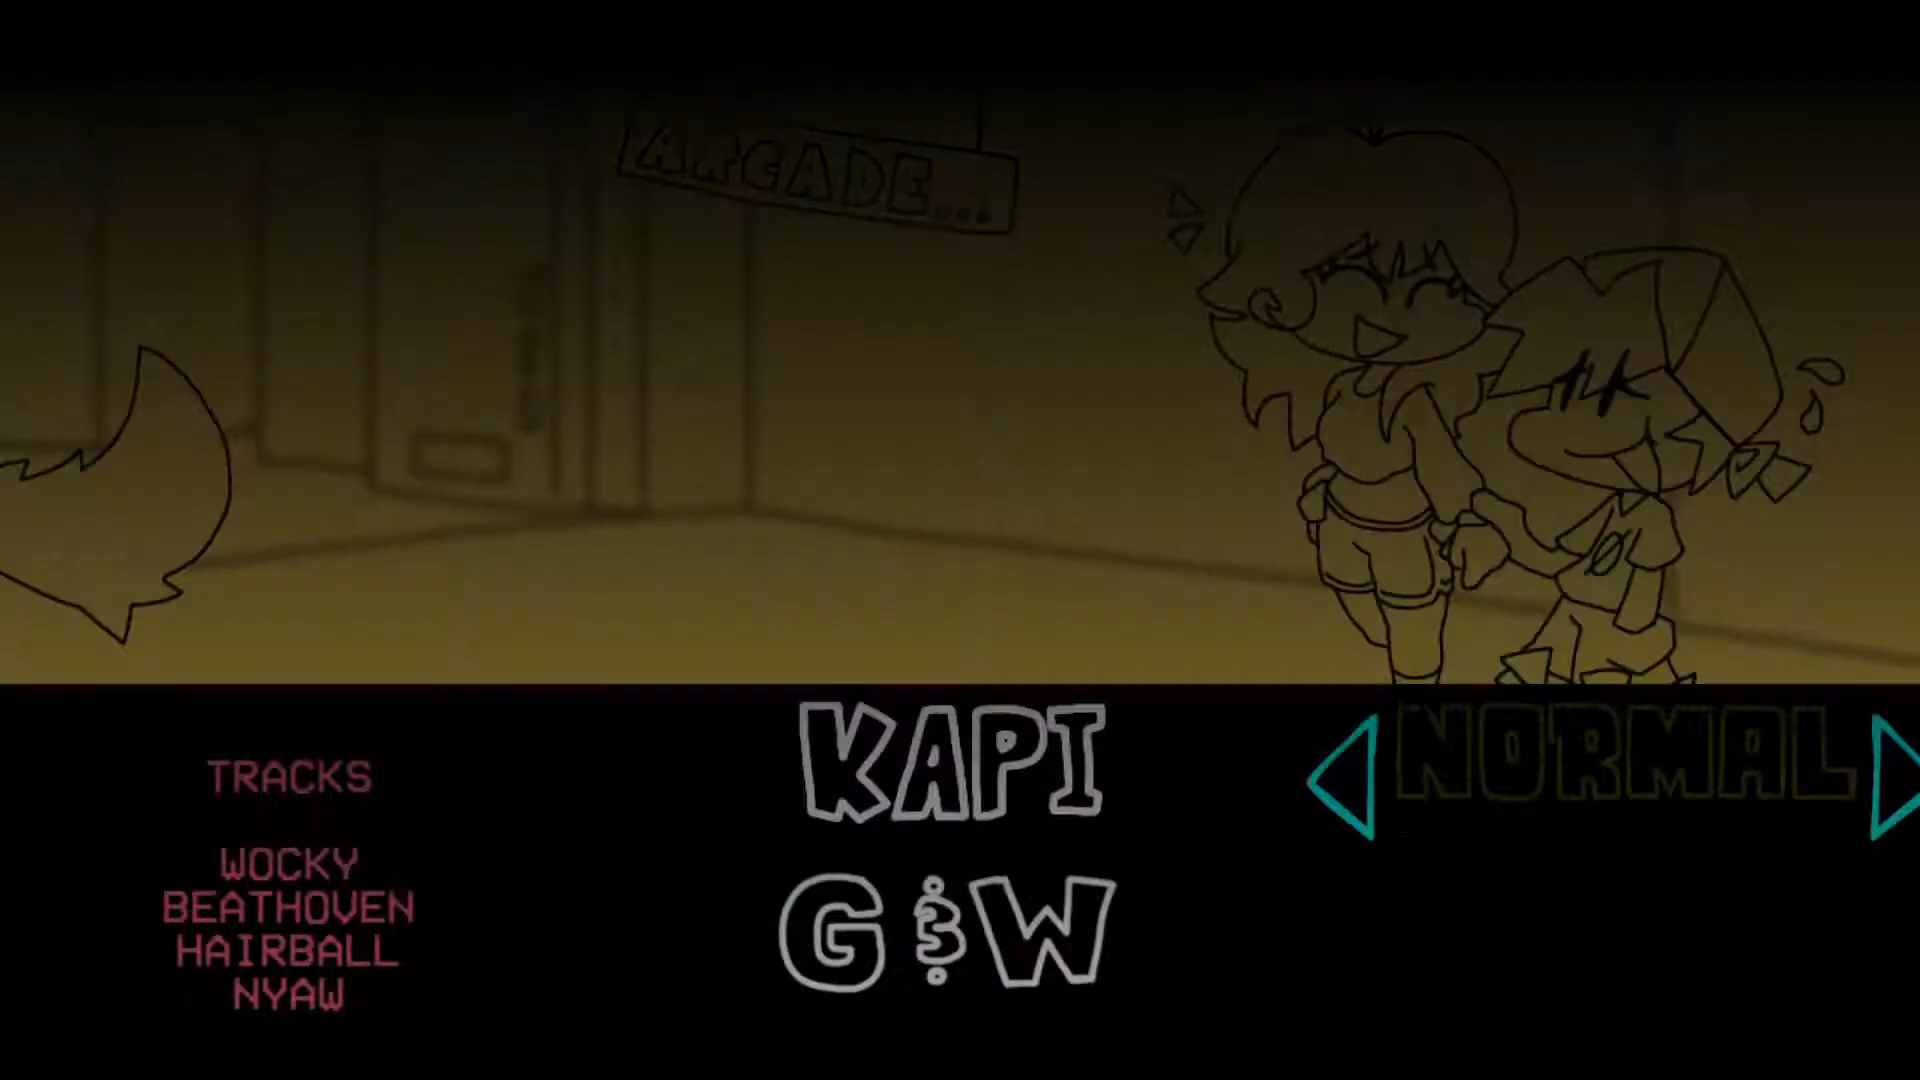 ARCADE...
KAPI
NORMAL
TRACKS
WOCKY
BEATHOVEN
HAIRBALL
NYAW
G&W